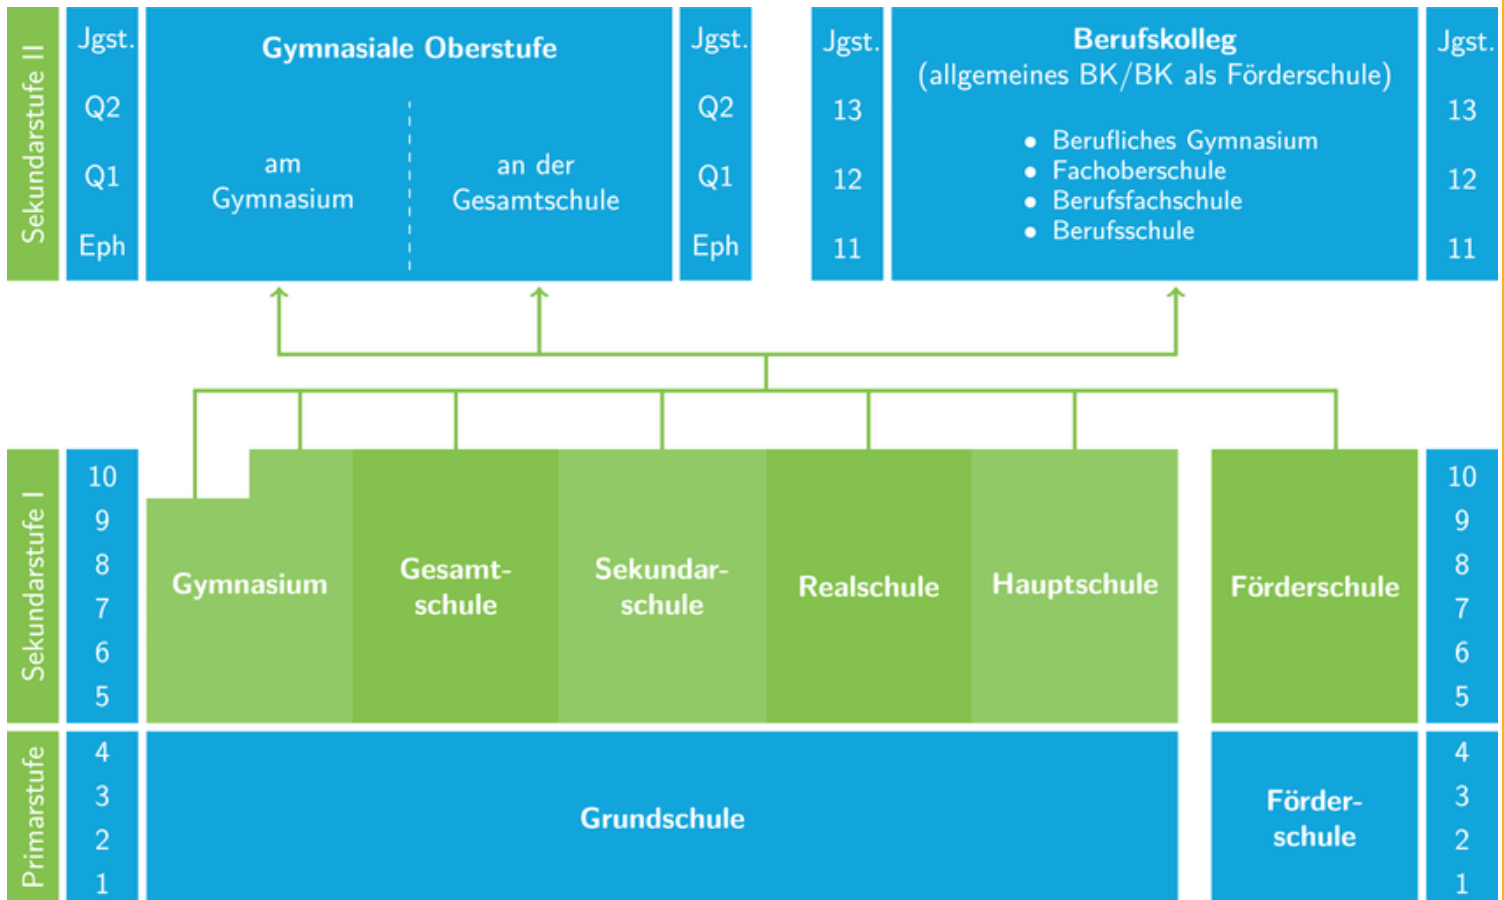 Sekundarstufe II
Jgst.
Q2
Q1
Eph
Gymnasiale Oberstufe
am
Gymnasium
an der
Gesamtschule
Jgst.
Q2
Q1
Eph
Jgst.
13
12
11
Berufskolleg
(allgemeines BK/BK als Förderschule)
• Berufliches Gymnasium
• Fachoberschule
• Berufsfachschule
• Berufsschule
Jgst.
13
12
11
Sekundarstufe I
10
9
8
7
6
5
Gymnasium
Gesamt-
schule
Sekundar-
schule
Realschule
Hauptschule
Förderschule
10
9
8
7
6
5
Primarstufe
4
3
2
1
Grundschule
Förder-
schule
4
3
2
1